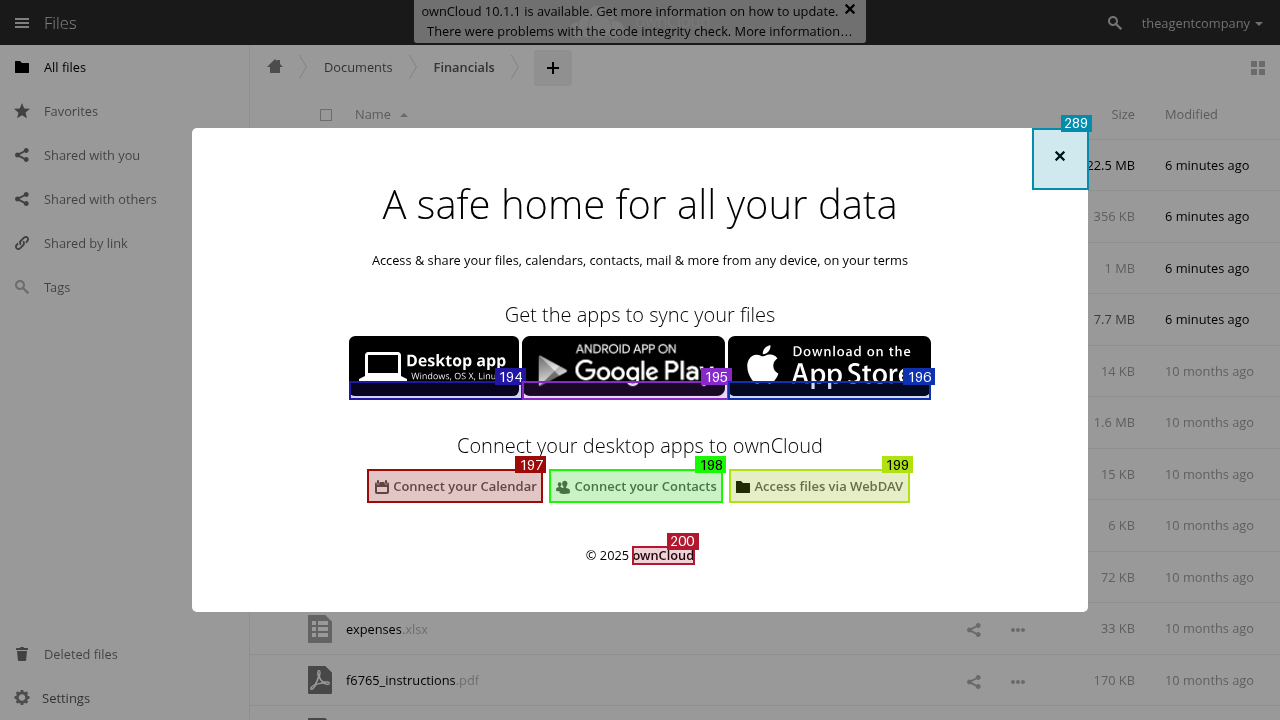 Files
ownCloud 10.1.1 is available. Get more information on how to update.
There were problems with the code integrity check. More information…
theagentcompany
All files
Favorites
Shared with you
Shared with others
Shared by link
Tags
Deleted files
Settings
Documents
Financials
+
Name
Size
Modified
22.5 MB
6 minutes ago
356 KB
6 minutes ago
1 MB
6 minutes ago
7.7 MB
6 minutes ago
14 KB
10 months ago
1.6 MB
10 months ago
15 KB
10 months ago
6 KB
10 months ago
72 KB
10 months ago
expenses.xlsx
33 KB
10 months ago
f6765_instructions.pdf
170 KB
10 months ago
289
A safe home for all your data
Access & share your files, calendars, contacts, mail & more from any device, on your terms
Get the apps to sync your files
Desktop app
Windows, OS X,
194
ANDROID APP ON
Google Play
195
Download on the
App Store
196
Connect your desktop apps to ownCloud
197
Connect your Calendar
198
Connect your Contacts
199
Access files via WebDAV
200
© 2025 ownCloud